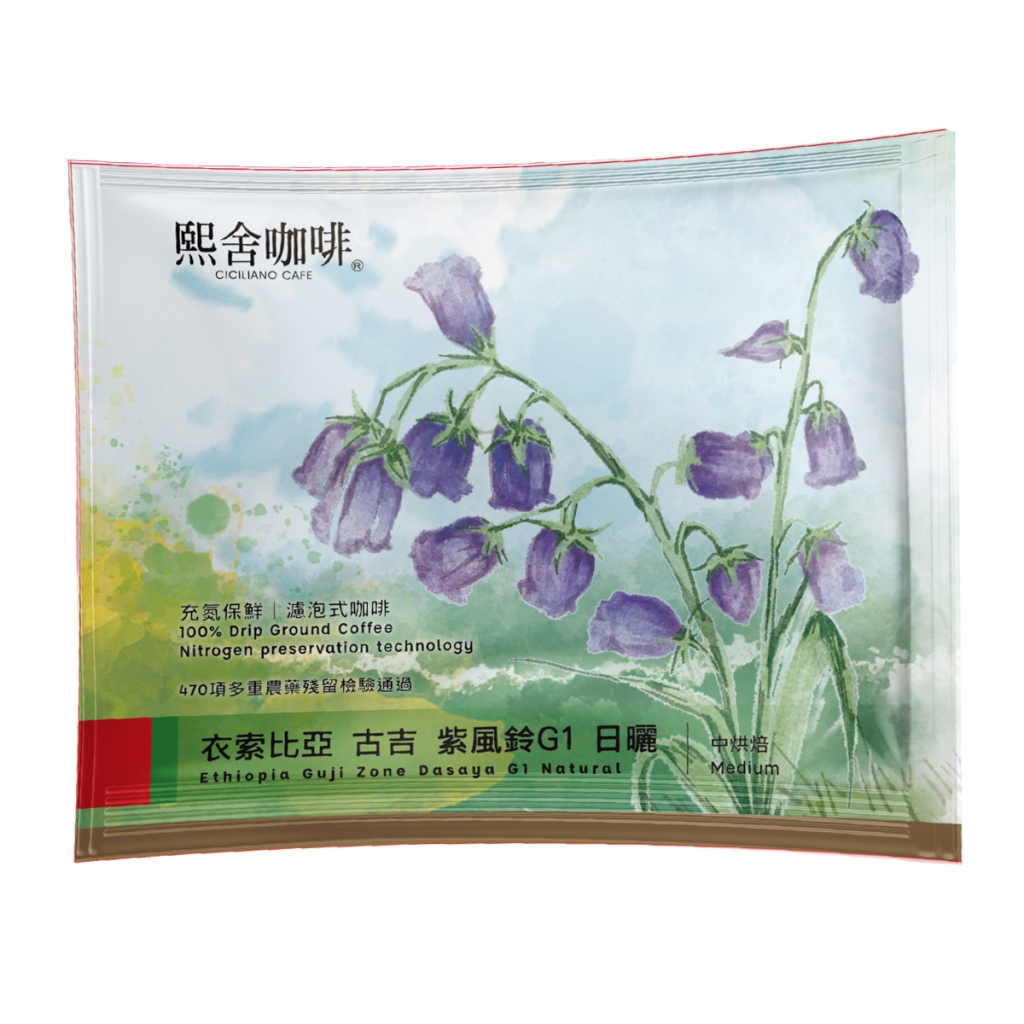 熙舍咖啡®
CICILIANO CAFE
充氮保鮮｜濾泡式咖啡
100% Drip Ground Coffee
Nitrogen preservation technology
470項多重農藥殘留檢驗通過
衣索比亞 古吉 紫風鈴G1 日曬
Ethiopia Guji Zone Dasaya G1 Natural
中烘焙
Medium